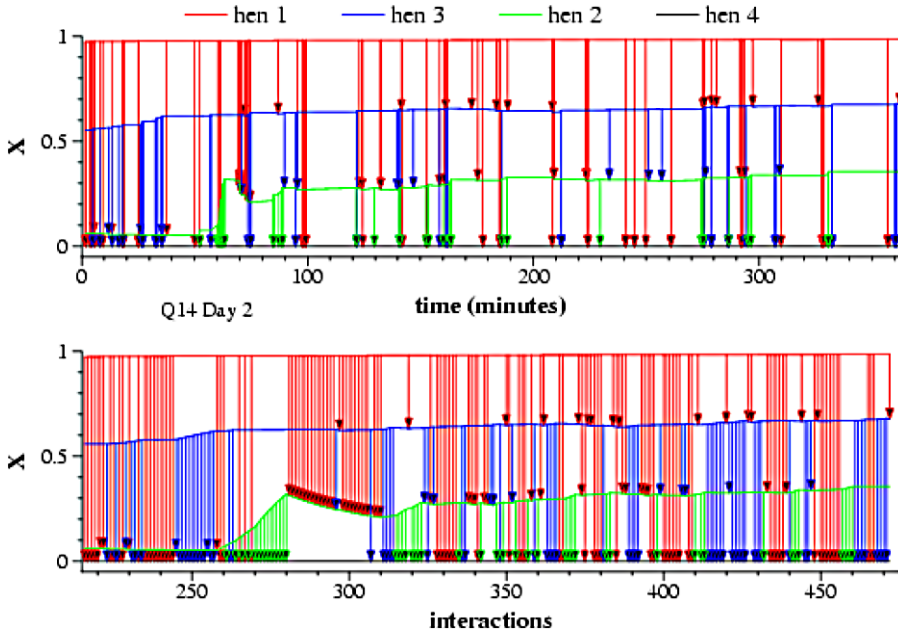 hen 1 hen 3 hen 2 hen 4
1
0.5
0
X
0 100 200 300
Q1+ Day 2
time (minutes)
1
0.5
0
X
250 300 350 400 450
interactions